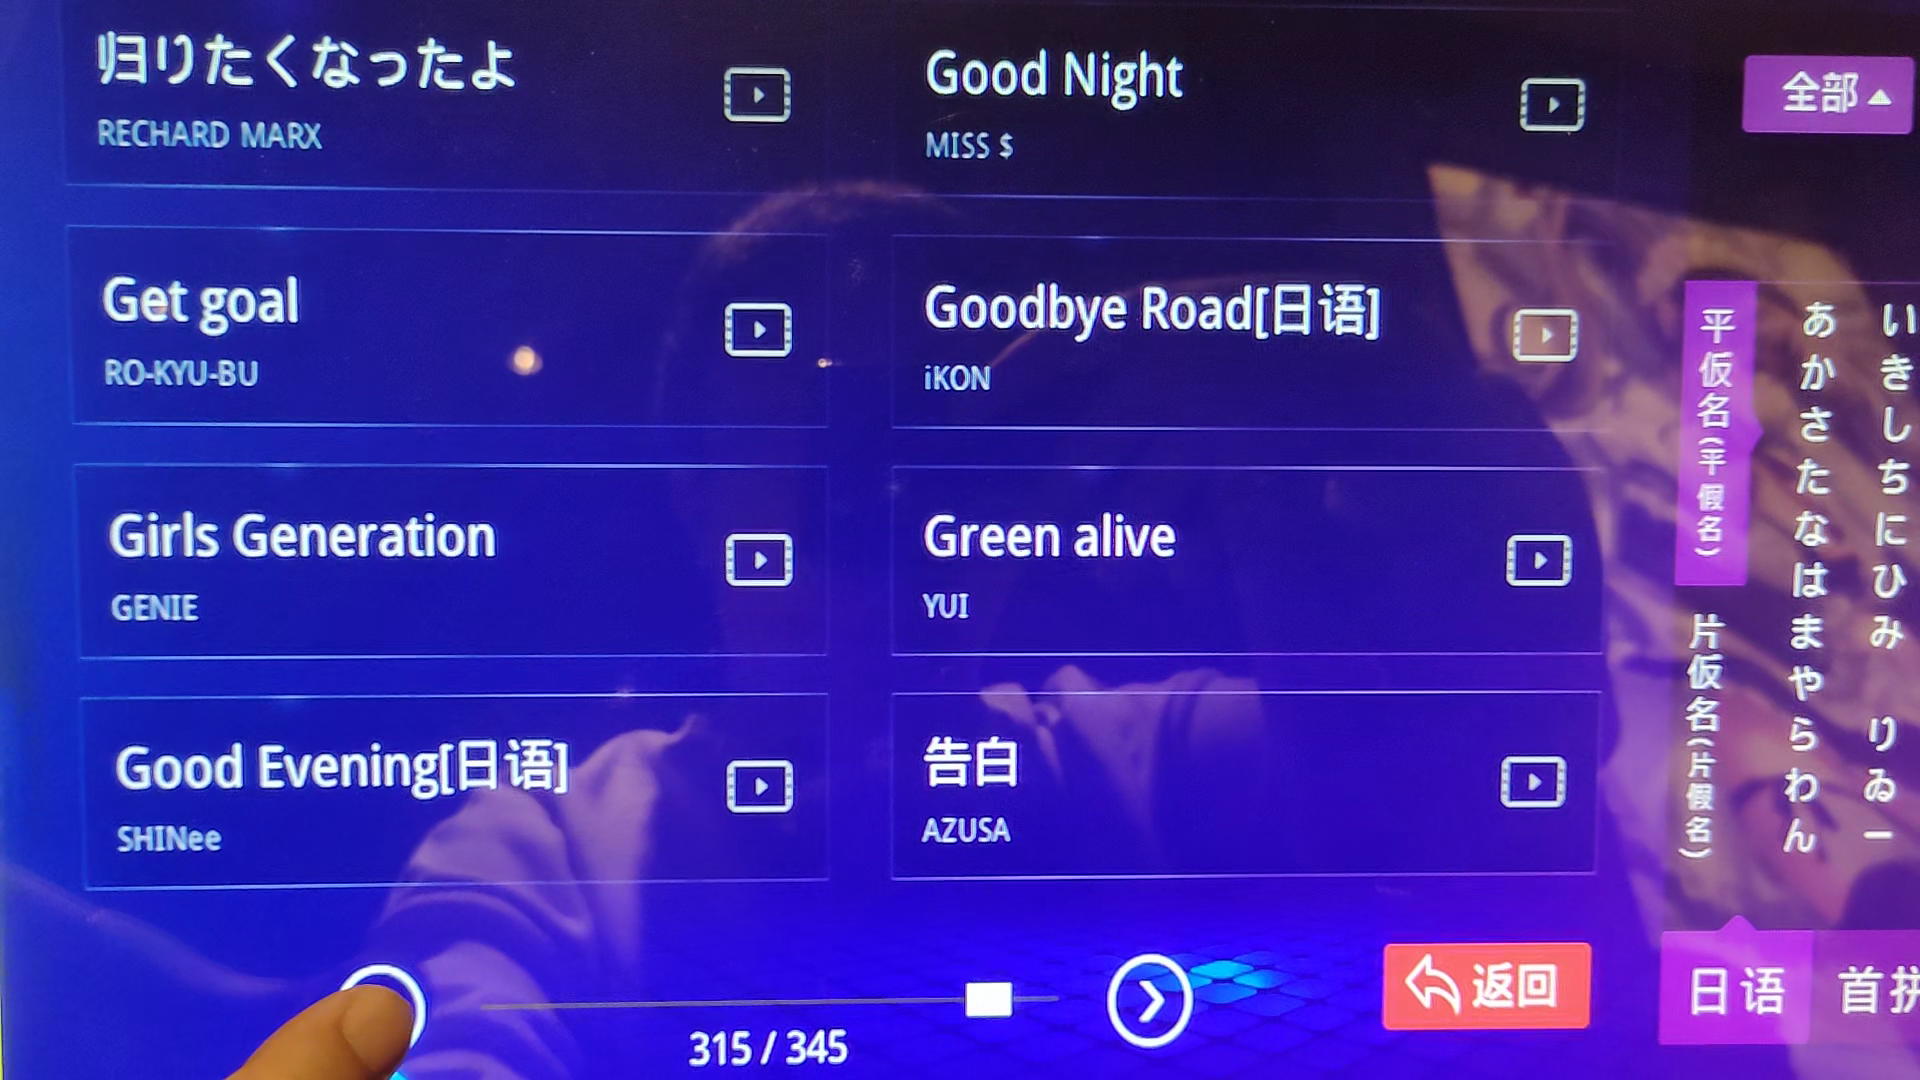 归りたくなったよ
RECHARD MARX
Good Night
MISS $
全部▲
Get goal
RO-KYU-BU
Goodbye Road[日语]
iKON
Girls Generation
GENIE
Green alive
YUI
Good Evening[日语]
SHINee
告白
AZUSA
平仮名(平假名)
片仮名(片假名)
あかさたなはまやらわん
いきしちにひみ りゐー
315 / 345
返回
日语
首拼